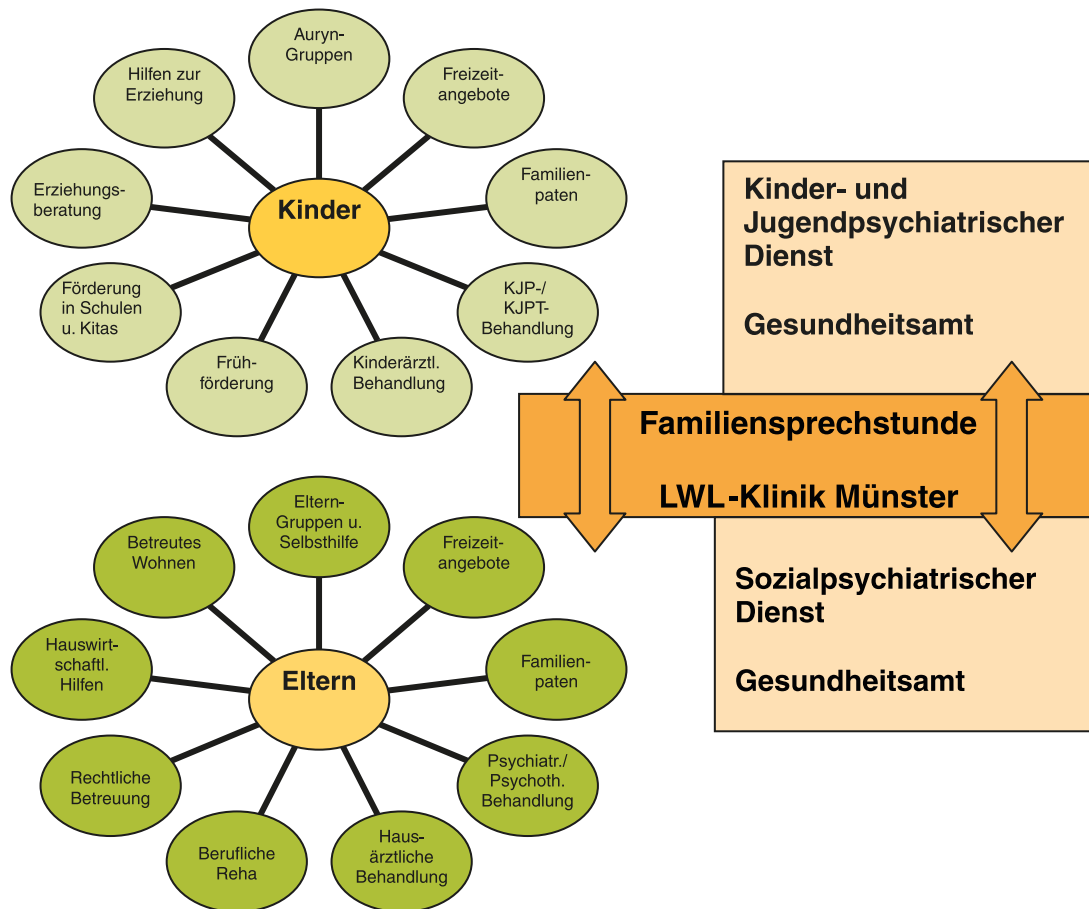 Auryn-
Gruppen
Hilfen zur
Erziehung
Freizeit-
angebote
Erziehungs-
beratung
Kinder
Familien-
paten
Förderung
in Schulen
u. Kitas
KJP-/
KJPT-
Behandlung
Früh-
förderung
Kinderärztl.
Behandlung
Kinder- und
Jugendpsychiatrischer
Dienst
Gesundheitsamt
Familiensprechstunde
LWL-Klinik Münster
Sozialpsychiatrischer
Dienst
Gesundheitsamt
Eltern-
Gruppen u.
Selbsthilfe
Betreutes
Wohnen
Freizeit-
angebote
Hauswirt-
schaftl.
Hilfen
Eltern
Familien-
paten
Rechtliche
Betreuung
Psychiatr./
Psychoth.
Behandlung
Berufliche
Reha
Haus-
ärztliche
Behandlung